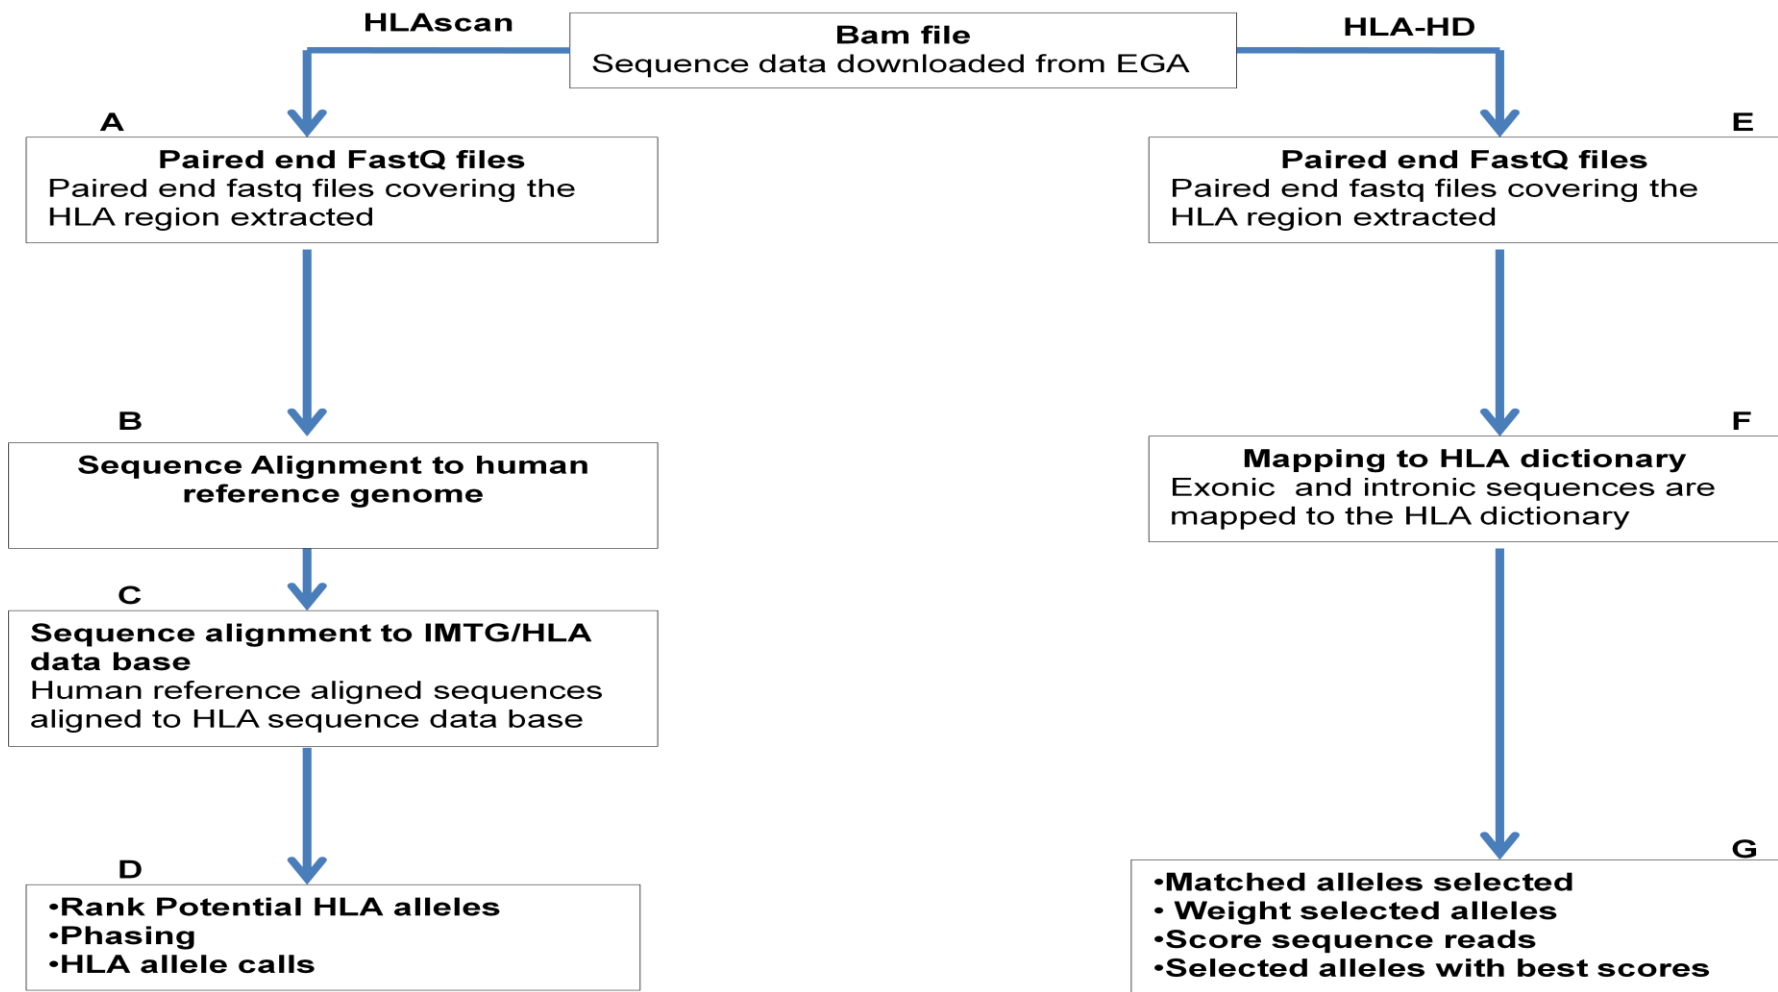 HLAscan
Bam file
Sequence data downloaded from EGA
HLA-HD
A
Paired end FastQ files
Paired end fastq files covering the
HLA region extracted
B
Sequence Alignment to human
reference genome
C
Sequence alignment to IMTG/HLA
data base
Human reference aligned sequences
aligned to HLA sequence data base
D
•Rank Potential HLA alleles
•Phasing
•HLA allele calls
E
Paired end FastQ files
Paired end fastq files covering the
HLA region extracted
F
Mapping to HLA dictionary
Exonic  and intronic sequences are
mapped to the HLA dictionary
G
•Matched alleles selected
• Weight selected alleles
•Score sequence reads
•Selected alleles with best scores